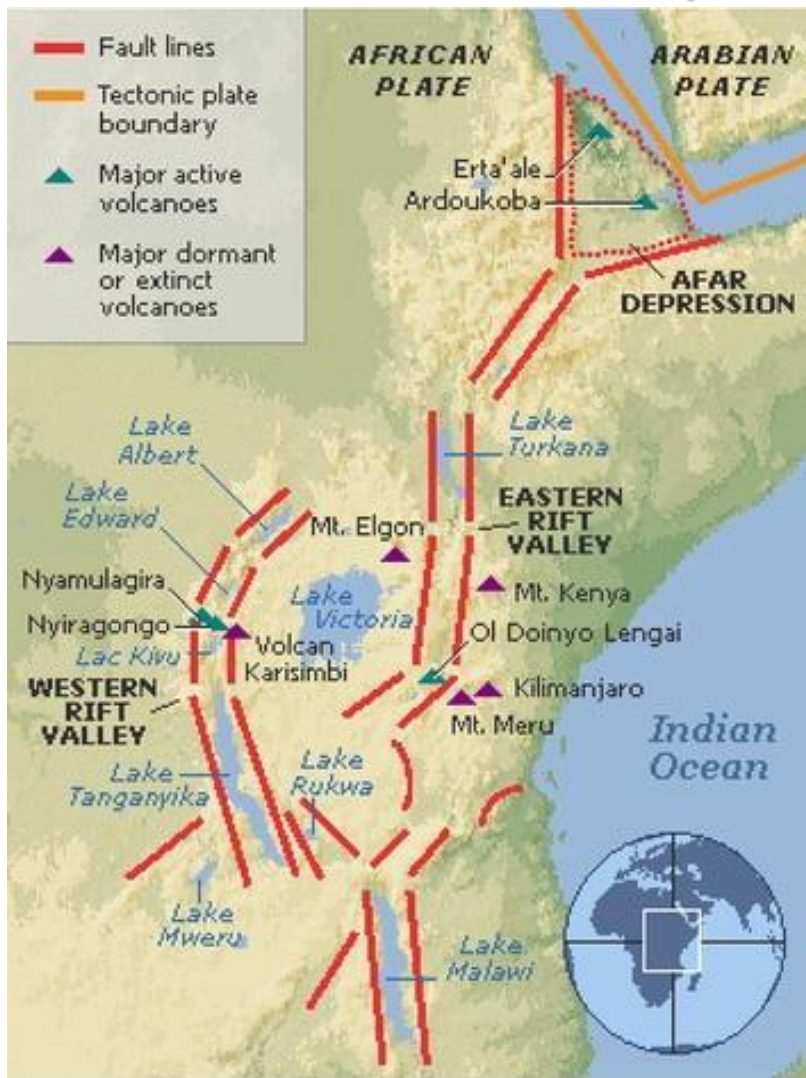 Fault lines
Tectonic plate
boundary
Major active
volcanoes
Major dormant
or extinct
volcanoes
AFRICAN
PLATE
ARABIAN
PLATE
Erta'ale
Ardoukoba
AFAR
DEPRESSION
Lake
Turkana
Lake
Albert
Lake
Edward
EASTERN
RIFT
VALLEY
Mt. Elgon
Nyamulagira
Lake
Victoria
Mt. Kenya
Nyiragongo
Ol Doinyo Lengai
Lac Kivu
Volcan
Karisimbi
WESTERN
RIFT
VALLEY
Kilimanjaro
Mt. Meru
Indian
Ocean
Lake
Tanganyika
Lake
Rukwa
Lake
Mweru
Lake
Malawi